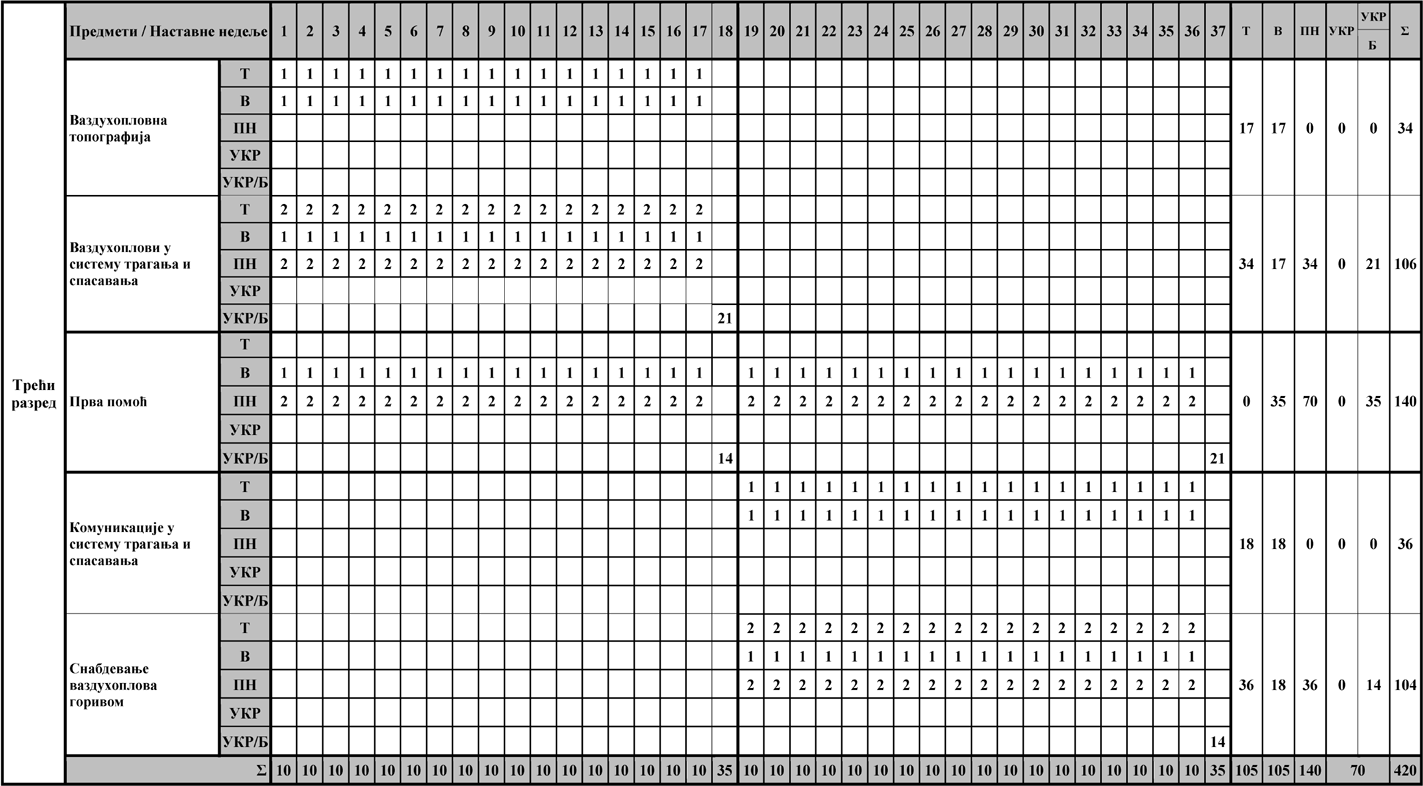 Предмети / Наставне недеље 1 2 3 4 5 6 7 8 9 10 11 12 13 14 15 16 17 18 19 20 21 22 23 24 25 26 27 28 29 30 31 32 33 34 35 36 37 Т В ПН УКР УКР Б Σ
Трећи разред
Ваздухопловна топографија
Т 1 1 1 1 1 1 1 1 1 1 1 1 1 1 1 1 1
В 1 1 1 1 1 1 1 1 1 1 1 1 1 1 1 1 1
ПН
УКР
УКР/Б
17 17 0 0 0 34
Ваздухоплови у систему трагања и спасавања
Т 2 2 2 2 2 2 2 2 2 2 2 2 2 2 2 2 2
В 1 1 1 1 1 1 1 1 1 1 1 1 1 1 1 1 1
ПН 2 2 2 2 2 2 2 2 2 2 2 2 2 2 2 2 2
УКР
УКР/Б 21
34 17 34 0 21 106
Прва помоћ
Т
В 1 1 1 1 1 1 1 1 1 1 1 1 1 1 1 1 1 1 1 1 1 1 1 1 1 1 1 1 1 1 1 1 1 1 1
ПН 2 2 2 2 2 2 2 2 2 2 2 2 2 2 2 2 2 2 2 2 2 2 2 2 2 2 2 2 2 2 2 2 2 2 2
УКР
УКР/Б 14 21
0 35 70 0 35 140
Комуникације у систему трагања и спасавања
Т 1 1 1 1 1 1 1 1 1 1 1 1 1 1 1 1 1 1
В 1 1 1 1 1 1 1 1 1 1 1 1 1 1 1 1 1 1
ПН
УКР
УКР/Б
18 18 0 0 0 36
Снабдевање ваздухоплова горивом
Т 2 2 2 2 2 2 2 2 2 2 2 2 2 2 2 2 2 2
В 1 1 1 1 1 1 1 1 1 1 1 1 1 1 1 1 1 1
ПН 2 2 2 2 2 2 2 2 2 2 2 2 2 2 2 2 2 2
УКР
УКР/Б 14
36 18 36 0 14 104
Σ 10 10 10 10 10 10 10 10 10 10 10 10 10 10 10 10 10 35 10 10 10 10 10 10 10 10 10 10 10 10 10 10 10 10 10 10 35 105 105 140 70 420